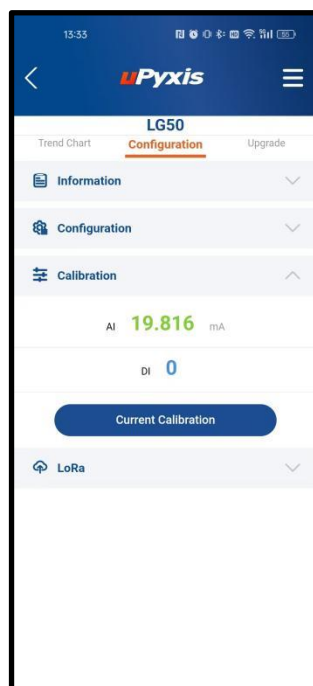 13:33
55
uPyxis
LG50
Trend Chart Configuration Upgrade
Information
Configuration
Calibration
AI 19.816 mA
DI 0
Current Calibration
LoRa